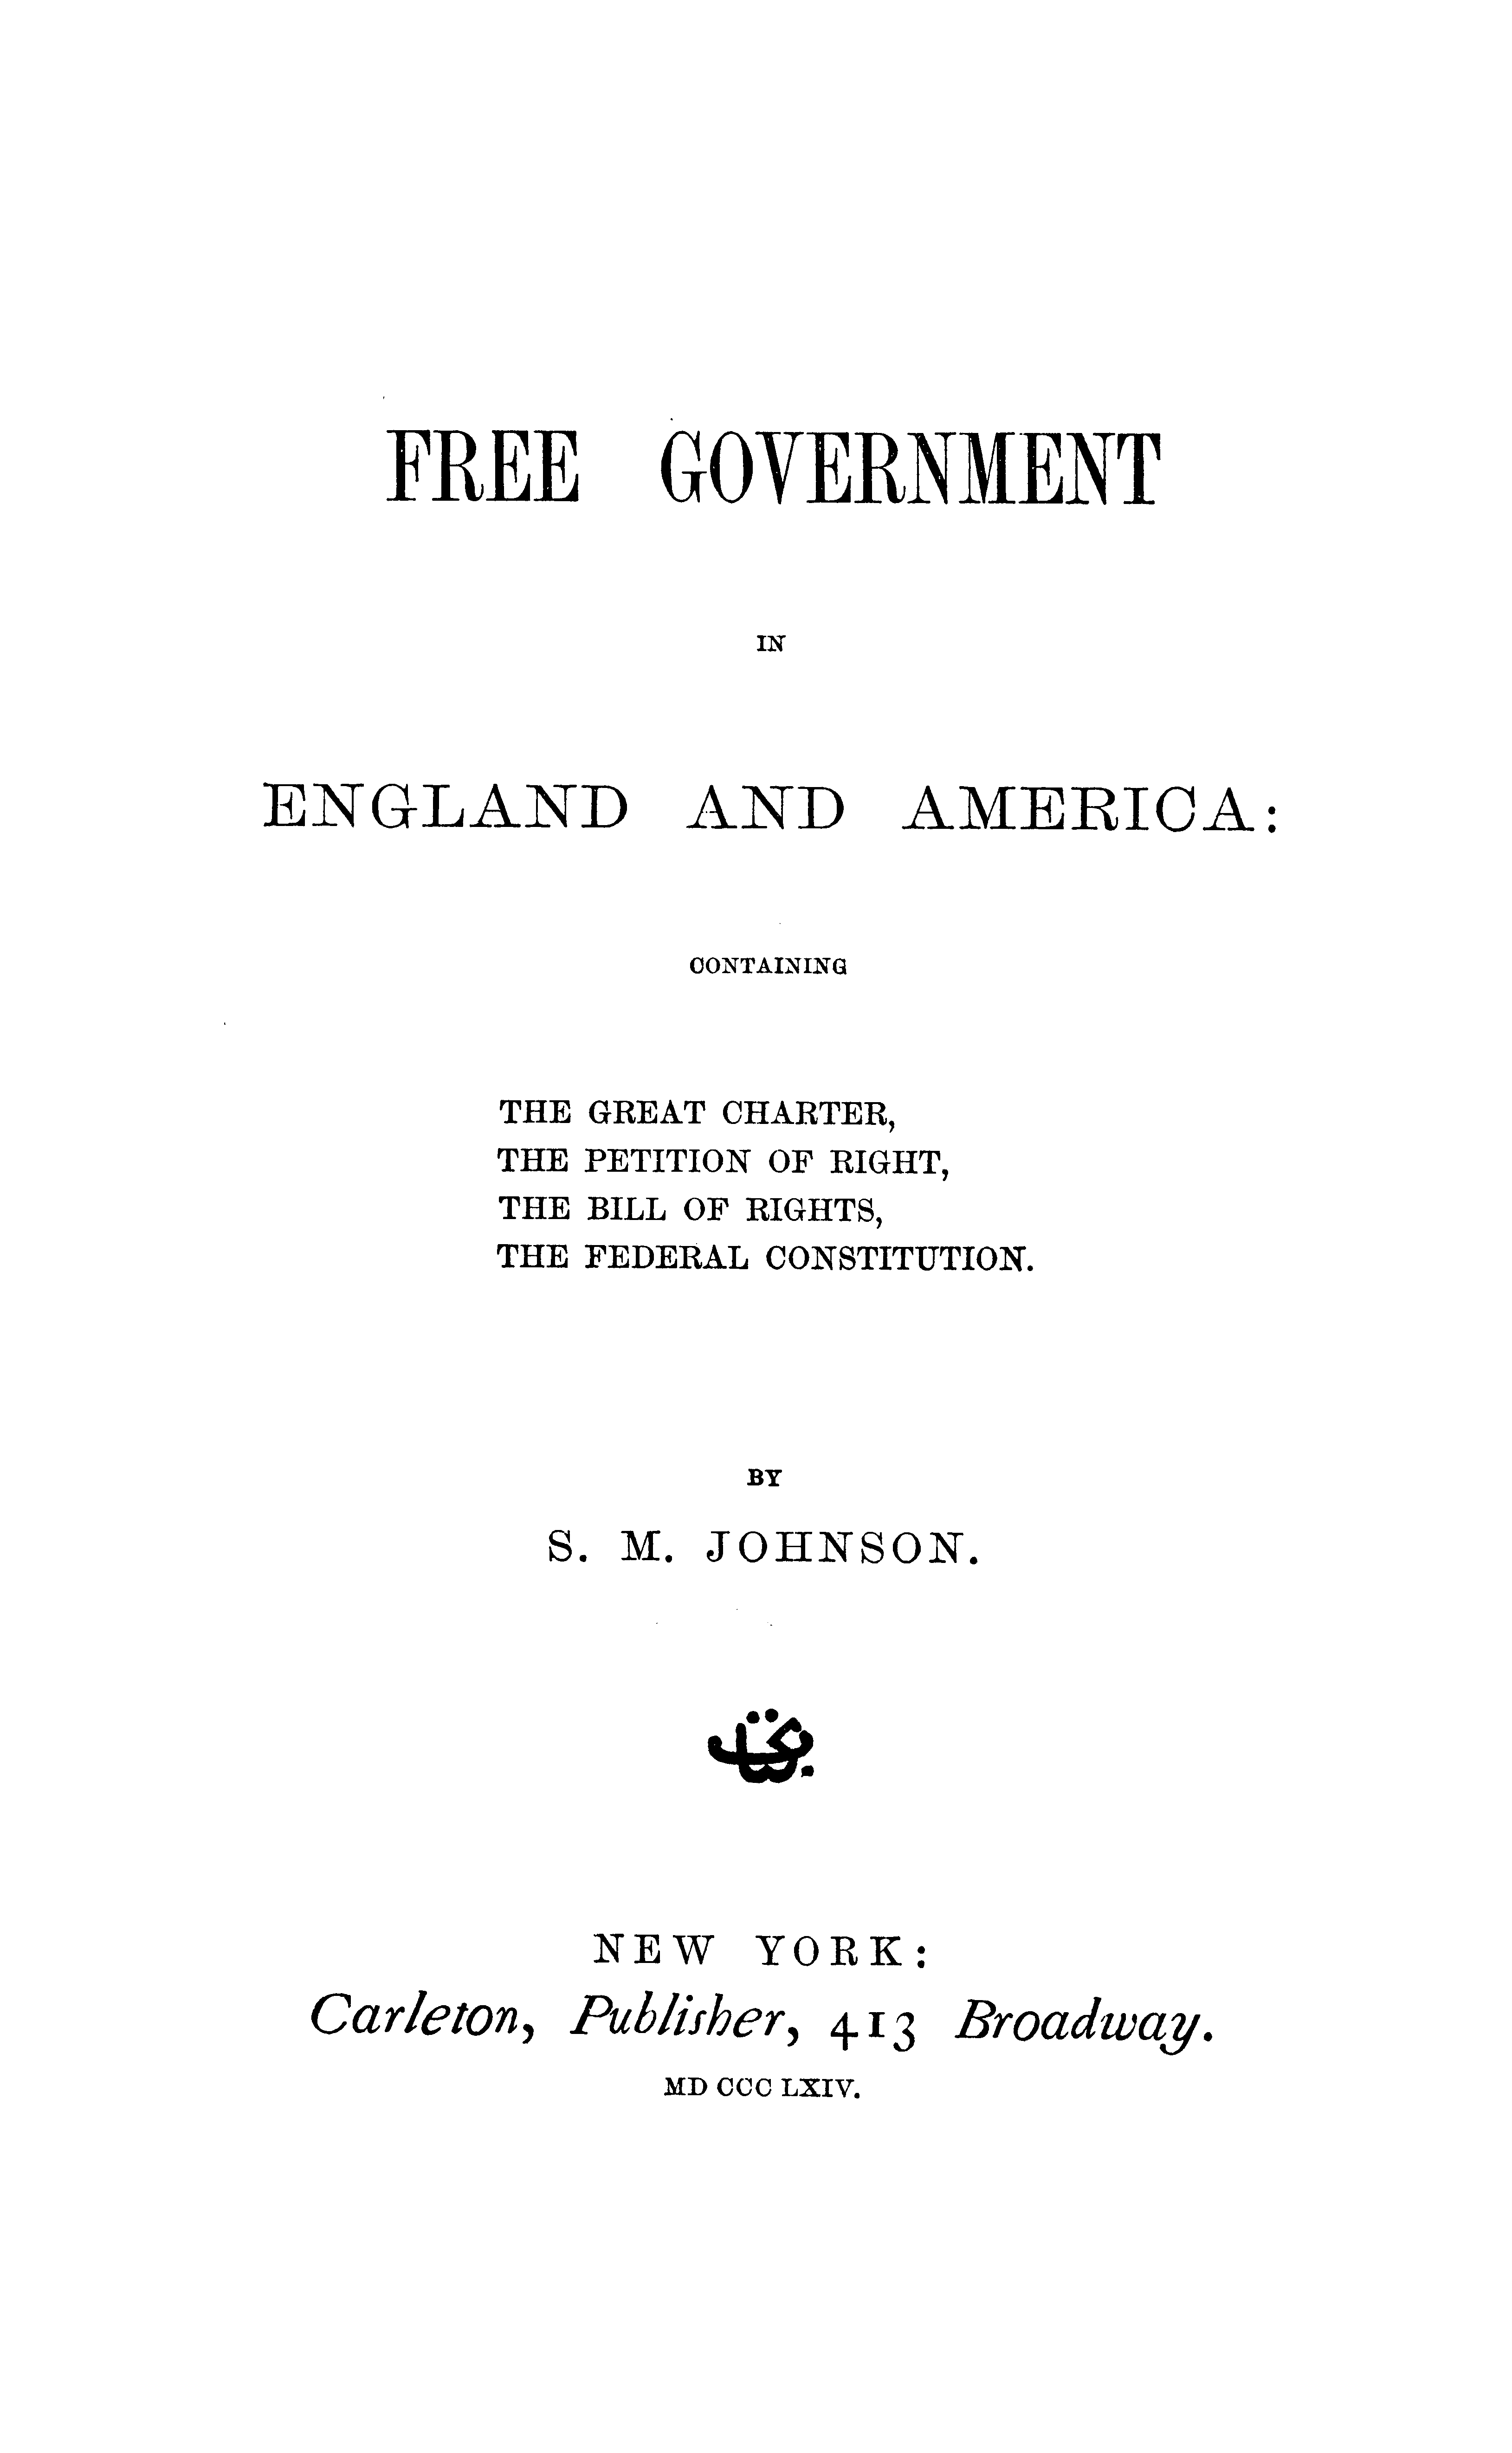 FREE GOVERNMENT
IN
ENGLAND AND AMERICA:
CONTAINING
THE GREAT CHARTER,
THE PETITION OF RIGHT,
THE BILL OF RIGHTS,
THE FEDERAL CONSTITUTION.
BY
S. M. JOHNSON.
NEW YORK:
Carleton, Publisher, 413 Broadway.
MD CCC LXIV.